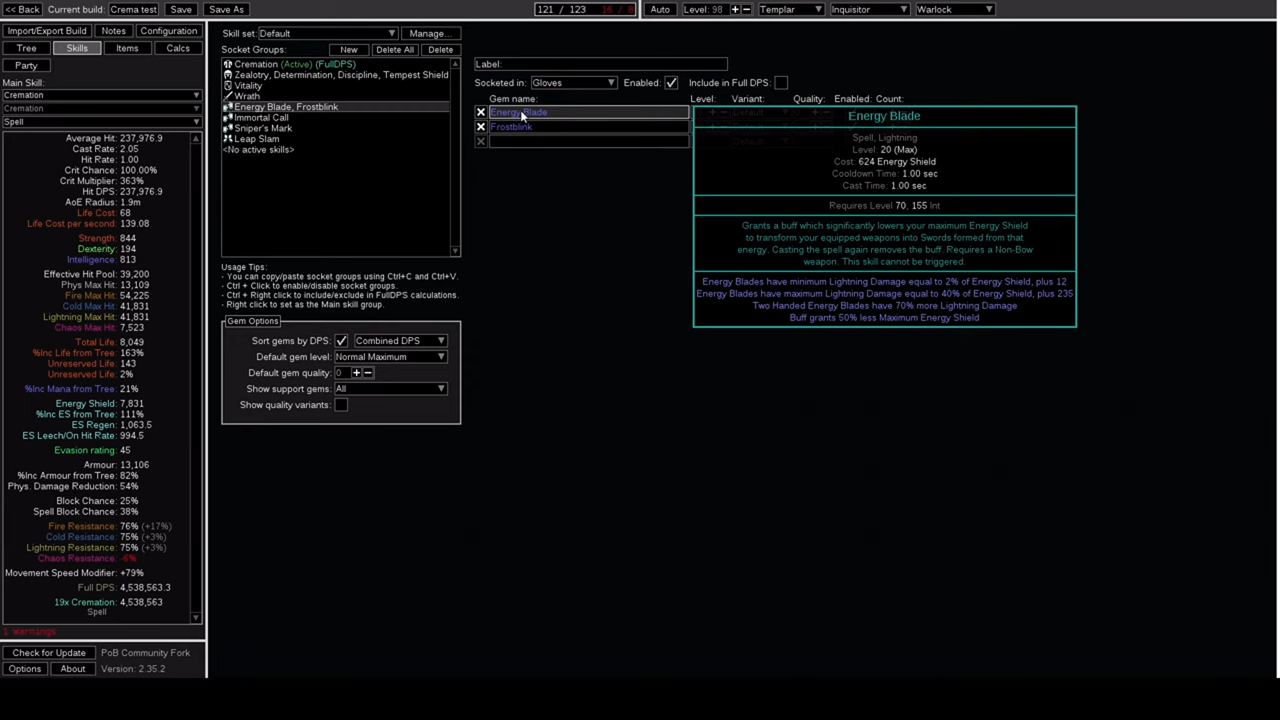 << Back Current build: Crema test Save Save As 121 / 123 16 / 8 Auto Level: 98 Templar Inquisitor Warlock
Import/Export Build Notes Configuration
Tree Skills Items Calcs
Party
Main Skill:
Cremation
Cremation
Spell
Average Hit: 237,976.9
Cast Rate: 2.05
Hit Rate: 1.00
Crit Chance: 100.00%
Crit Multiplier: 363%
Hit DPS: 237,976.9
AoE Radius: 1.9m
Life Cost: 68
Life Cost per second: 139.08
Strength: 844
Dexterity: 194
Intelligence: 813
Effective Hit Pool: 39,200
Phys Max Hit: 13,109
Fire Max Hit: 54,225
Cold Max Hit: 41,831
Lightning Max Hit: 41,831
Chaos Max Hit: 7,523
Total Life: 8,049
%Inc Life from Tree: 163%
Unreserved Life: 143
Unreserved Life: 2%
%Inc Mana from Tree: 21%
Energy Shield: 7,831
%Inc ES from Tree: 111%
ES Regen: 1,063.5
ES Leech/On Hit Rate: 994.5
Evasion rating: 45
Armour: 13,106
%Inc Armour from Tree: 82%
Phys. Damage Reduction: 54%
Block Chance: 25%
Spell Block Chance: 38%
Fire Resistance: 76% (+17%)
Cold Resistance: 75% (+3%)
Lightning Resistance: 75% (+3%)
Chaos Resistance: -6%
Movement Speed Modifier: +79%
Full DPS: 4,538,563.3
19x Cremation: 4,538,563
Spell
1 Warnings
Check for Update PoB Community Fork
Options About Version: 2.35.2
Skill set: Default Manage...
Socket Groups: New Delete All Delete
Cremation (Active) (FullDPS)
Zealotry, Determination, Discipline, Tempest Shield
Vitality
Wrath
Energy Blade, Frostblink
Immortal Call
Sniper's Mark
Leap Slam
<No active skills>
Usage Tips:
- You can copy/paste socket groups using Ctrl+C and Ctrl+V.
- Ctrl + Click to enable/disable socket groups.
- Ctrl + Right click to include/exclude in FullDPS calculations.
- Right click to set as the Main skill group.
Gem Options
Sort gems by DPS: Combined DPS
Default gem level: Normal Maximum
Default gem quality: 0
Show support gems: All
Show quality variants:
Label:
Socketed in: Gloves Enabled: Include in Full DPS:
Gem name: Level: Variant: Quality: Enabled: Count:
Energy Blade
Frostblink
Energy Blade
Spell, Lightning
Level: 20 (Max)
Cost: 624 Energy Shield
Cooldown Time: 1.00 sec
Cast Time: 1.00 sec
Requires Level 70, 155 Int
Grants a buff which significantly lowers your maximum Energy Shield
to transform your equipped weapons into Swords formed from that
energy. Casting the spell again removes the buff. Requires a Non-Bow
weapon. This skill cannot be triggered.
Energy Blades have minimum Lightning Damage equal to 2% of Energy Shield, plus 12
Energy Blades have maximum Lightning Damage equal to 40% of Energy Shield, plus 235
Two Handed Energy Blades have 70% more Lightning Damage
Buff grants 50% less Maximum Energy Shield